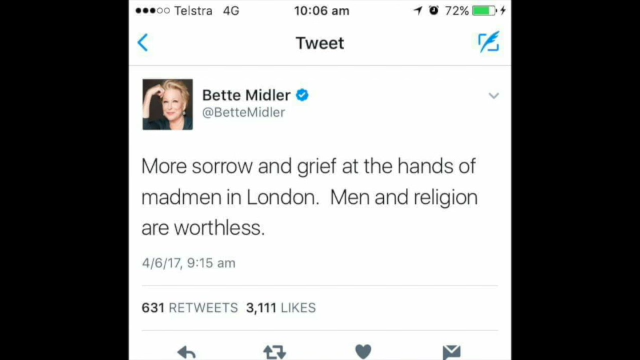 Telstra 4G 10:06 am 72%
Tweet
Bette Midler
@BetteMidler
More sorrow and grief at the hands of
madmen in London. Men and religion
are worthless.
4/6/17, 9:15 am
631 RETWEETS 3,111 LIKES